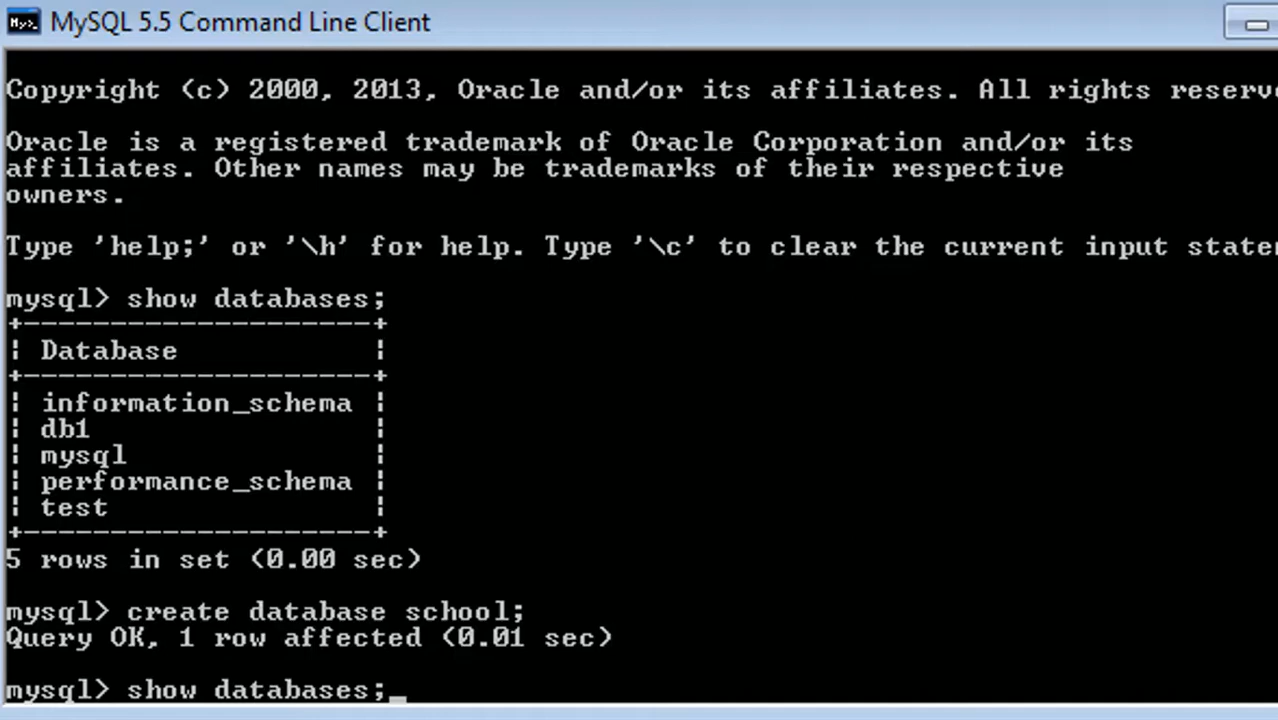 MySQL 5.5 Command Line Client
Copyright (c) 2000, 2013, Oracle and/or its affiliates. All rights
Oracle is a registered trademark of Oracle Corporation and/or its
affiliates. Other names may be trademarks of their respective
owners.
Type 'help;' or '\h' for help. Type '\c' to clear the current input
mysql> show databases;
+--------------------+
| Database           |
+--------------------+
| information_schema |
| db1                |
| mysql              |
| performance_schema |
| test               |
+--------------------+
5 rows in set (0.00 sec)
mysql> create database school;
Query OK, 1 row affected (0.01 sec)
mysql> show databases;_